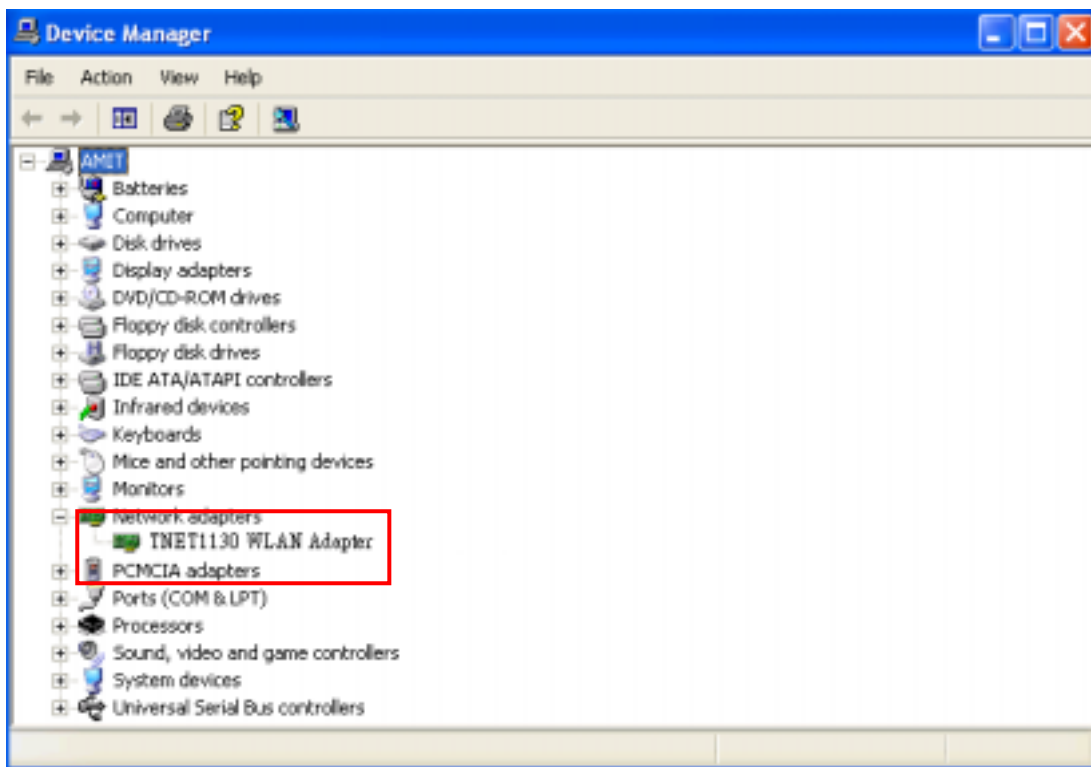 Device Manager
File Action View Help
AMIT
Batteries
Computer
Disk drives
Display adapters
DVD/CD-ROM drives
Floppy disk controllers
Floppy disk drives
IDE ATA/ATAPI controllers
Infrared devices
Keyboards
Mice and other pointing devices
Monitors
Network adapters
TNET1130 WLAN Adapter
PCMCIA adapters
Ports (COM & LPT)
Processors
Sound, video and game controllers
System devices
Universal Serial Bus controllers